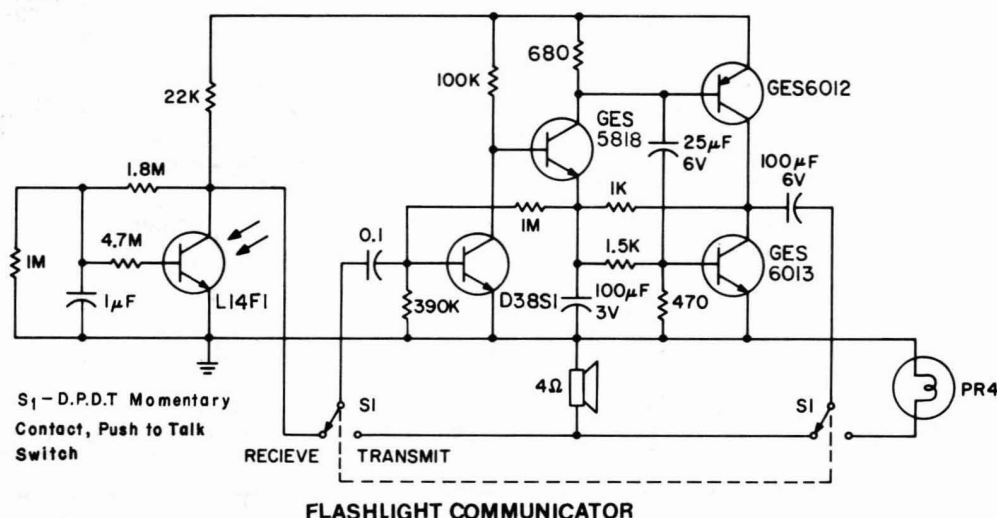 680
GES6012
22K
100K
GES
5818
25μF
6V
100μF
6V
1.8M
1K
1M
4.7M
0.1
1.5K
GES
6013
1M
1μF
L14F1
390K
D38S1
100μF
3V
470
4Ω
PR4
S1 – D.P.D.T Momentary
Contact, Push to Talk
Switch
S1
S1
RECIEVE TRANSMIT
FLASHLIGHT COMMUNICATOR